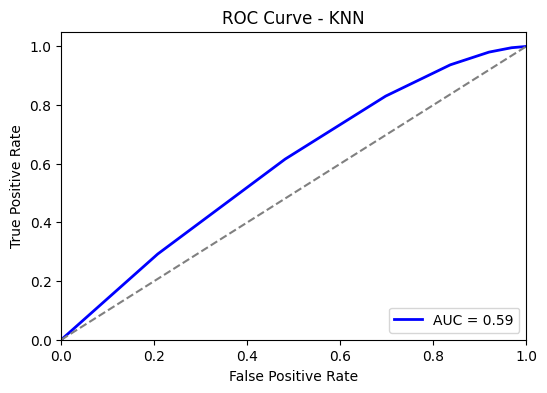 ROC Curve - KNN
1.0
0.8
0.6
0.4
0.2
0.0
True Positive Rate
0.0 0.2 0.4 0.6 0.8 1.0
False Positive Rate
AUC = 0.59